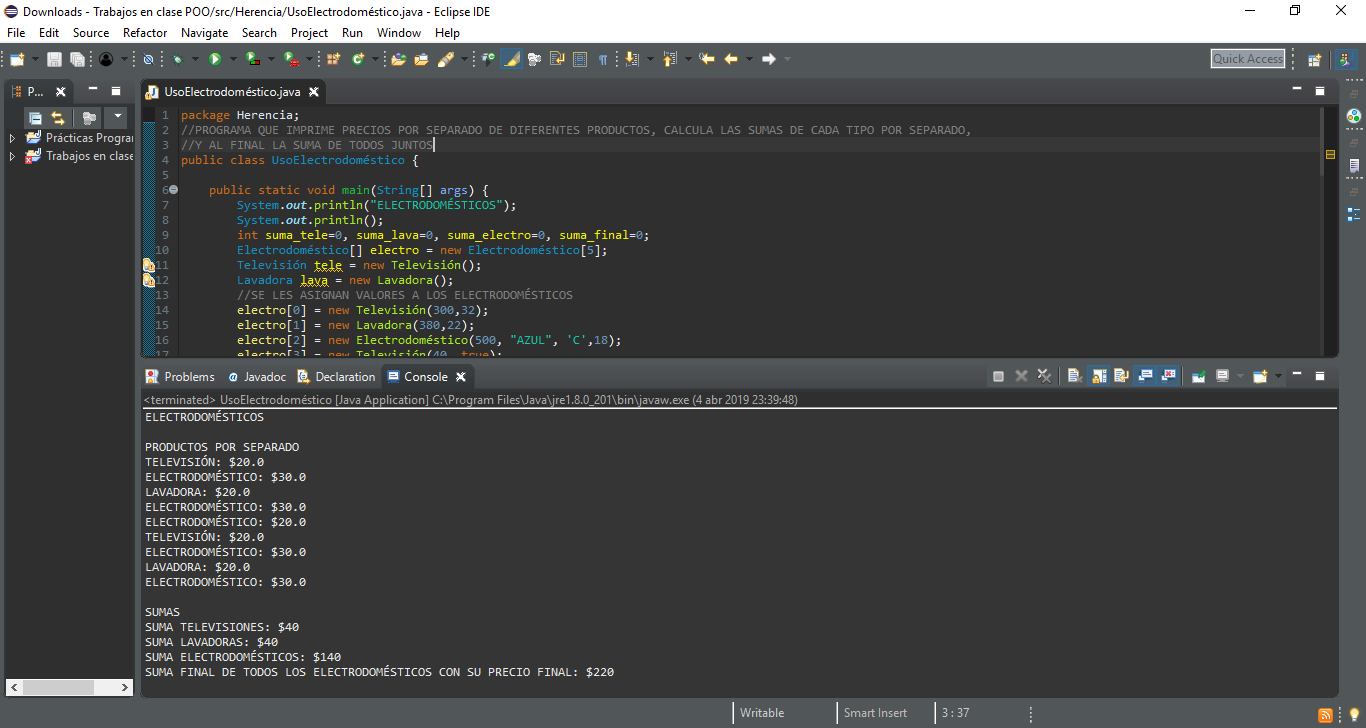 Downloads - Trabajos en clase POO/src/Herencia/UsoElectrodoméstico.java - Eclipse IDE
File Edit Source Refactor Navigate Search Project Run Window Help
Quick Access
P...
UsoElectrodoméstico.java
Prácticas Progra
Trabajos en clase
1 package Herencia;
2 //PROGRAMA QUE IMPRIME PRECIOS POR SEPARADO DE DIFERENTES PRODUCTOS, CALCULA LAS SUMAS DE CADA TIPO POR SEPARADO,
3 //Y AL FINAL LA SUMA DE TODOS JUNTOS
4 public class UsoElectrodoméstico {
5
6 public static void main(String[] args) {
7 System.out.println("ELECTRODOMÉSTICOS");
8 System.out.println();
9 int suma_tele=0, suma_lava=0, suma_electro=0, suma_final=0;
10 Electrodoméstico[] electro = new Electrodoméstico[5];
11 Televisión tele = new Televisión();
12 Lavadora lava = new Lavadora();
13 //SE LES ASIGNAN VALORES A LOS ELECTRODOMÉSTICOS
14 electro[0] = new Televisión(300,32);
15 electro[1] = new Lavadora(380,22);
16 electro[2] = new Electrodoméstico(500, "AZUL", 'C',18);
17 electro[3] = new Televisión(40, true);
Problems Javadoc Declaration Console
<terminated> UsoElectrodoméstico [Java Application] C:\Program Files\Java\jre1.8.0_201\bin\javaw.exe (4 abr 2019 23:39:48)
ELECTRODOMÉSTICOS
PRODUCTOS POR SEPARADO
TELEVISIÓN: $20.0
ELECTRODOMÉSTICO: $30.0
LAVADORA: $20.0
ELECTRODOMÉSTICO: $30.0
ELECTRODOMÉSTICO: $20.0
TELEVISIÓN: $20.0
ELECTRODOMÉSTICO: $30.0
LAVADORA: $20.0
ELECTRODOMÉSTICO: $30.0
SUMAS
SUMA TELEVISIONES: $40
SUMA LAVADORAS: $40
SUMA ELECTRODOMÉSTICOS: $140
SUMA FINAL DE TODOS LOS ELECTRODOMÉSTICOS CON SU PRECIO FINAL: $220
Writable Smart Insert 3 : 37